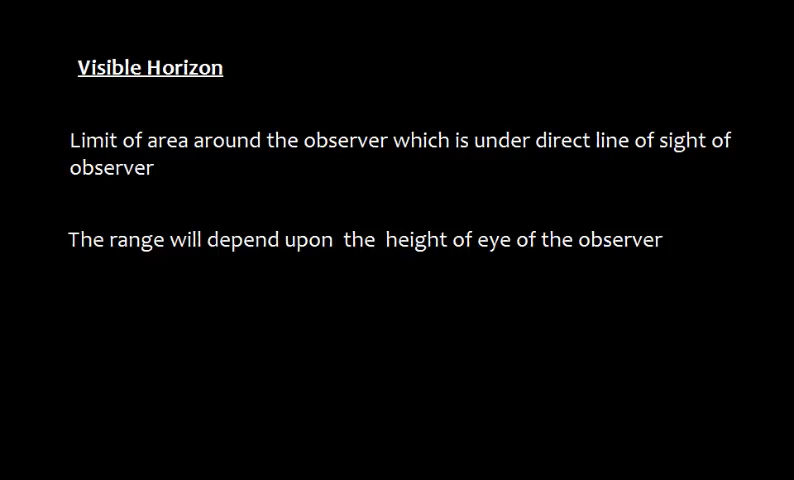 Visible Horizon
Limit of area around the observer which is under direct line of sight of
observer
The range will depend upon  the  height of eye of the observer